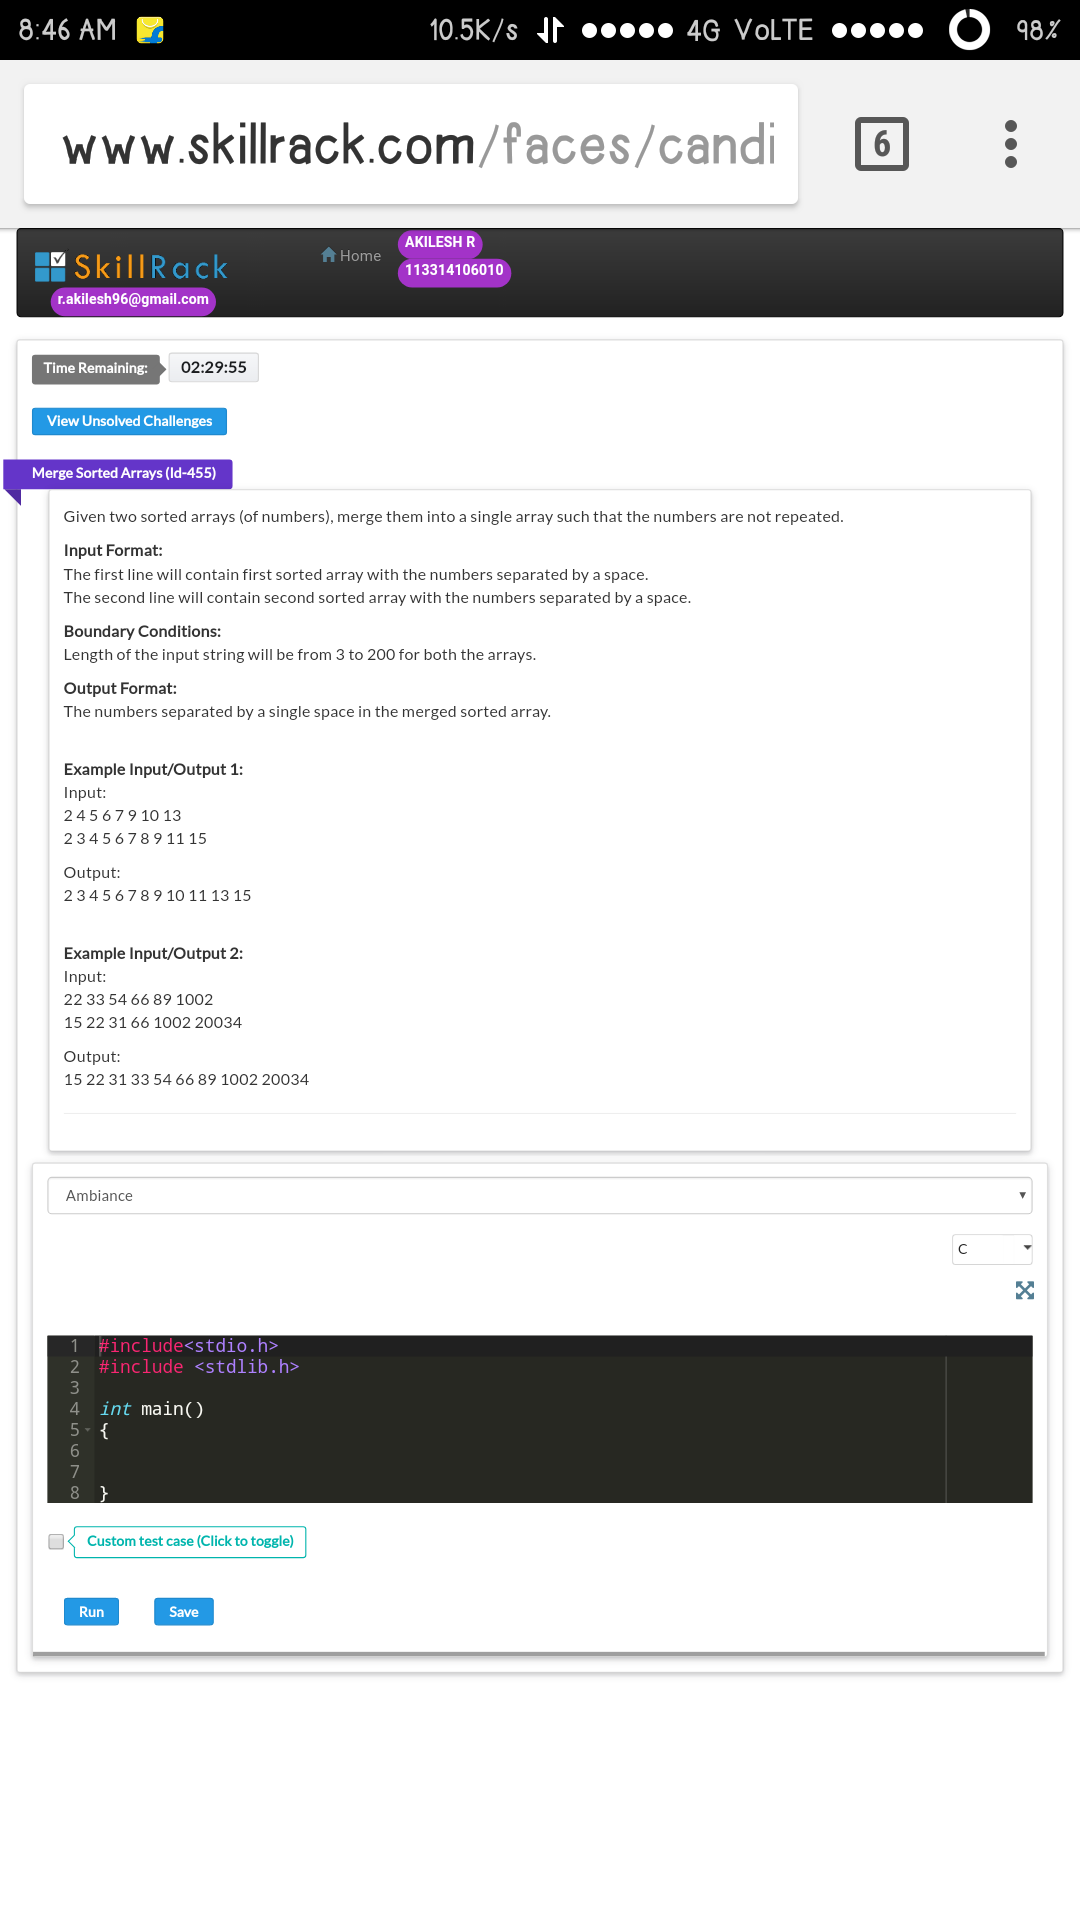 8:46 AM 10.5K/s 4G VoLTE 98%
www.skillrack.com/faces/candi
6
SkillRack
Home
AKILESH R
113314106010
r.akilesh96@gmail.com
Time Remaining: 02:29:55
View Unsolved Challenges
Merge Sorted Arrays (Id-455)
Given two sorted arrays (of numbers), merge them into a single array such that the numbers are not repeated.
Input Format:
The first line will contain first sorted array with the numbers separated by a space.
The second line will contain second sorted array with the numbers separated by a space.
Boundary Conditions:
Length of the input string will be from 3 to 200 for both the arrays.
Output Format:
The numbers separated by a single space in the merged sorted array.
Example Input/Output 1:
Input:
2 4 5 6 7 9 10 13
2 3 4 5 6 7 8 9 11 15
Output:
2 3 4 5 6 7 8 9 10 11 13 15
Example Input/Output 2:
Input:
22 33 54 66 89 1002
15 22 31 66 1002 20034
Output:
15 22 31 33 54 66 89 1002 20034
Ambiance
C
1 #include<stdio.h>
2 #include <stdlib.h>
3
4 int main()
5 {
6
7
8 }
Custom test case (Click to toggle)
Run Save